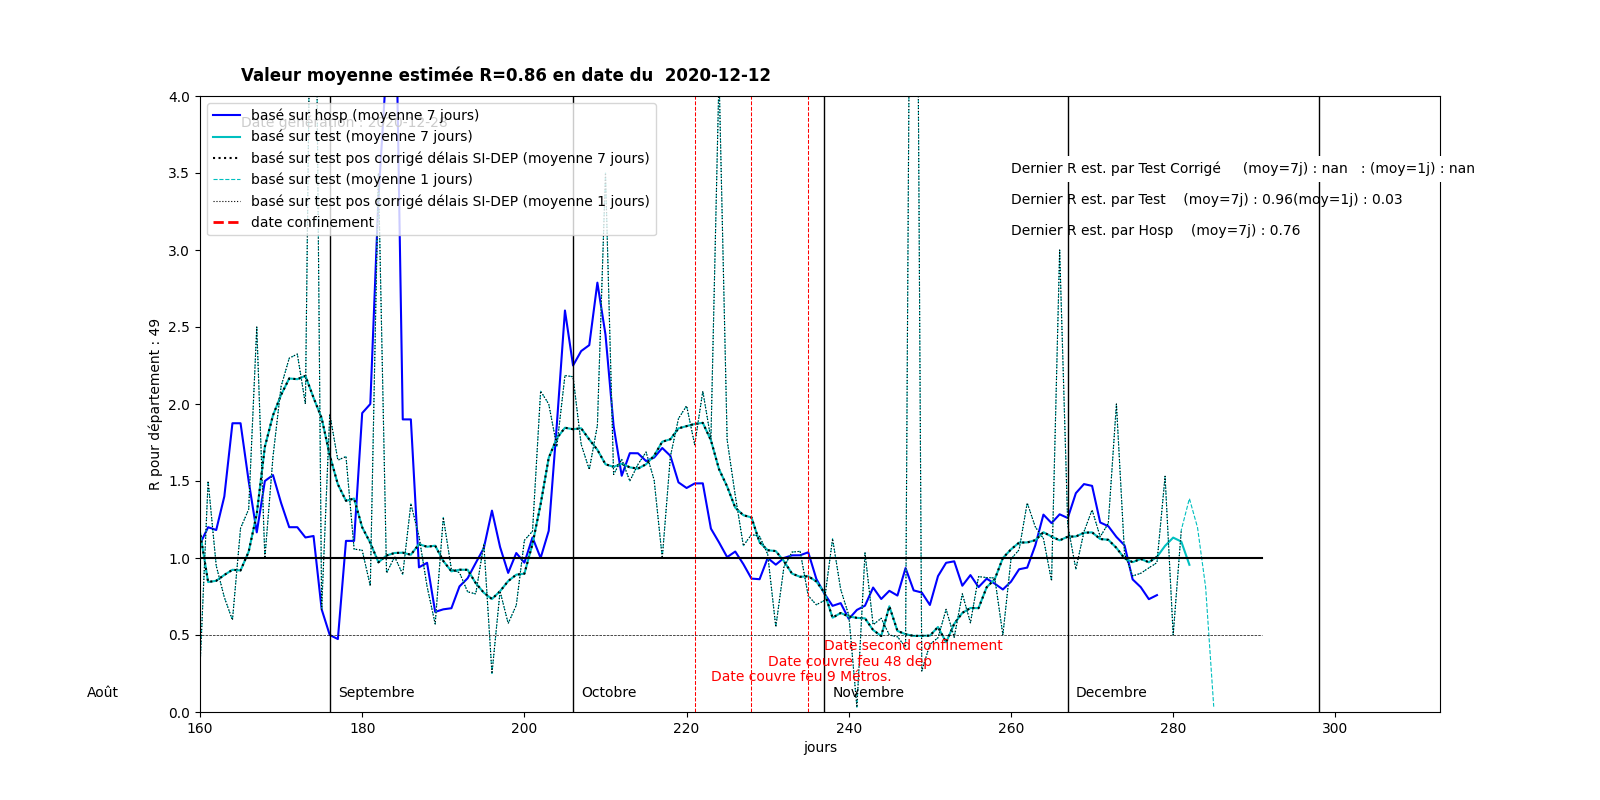 Valeur moyenne estimée R=0.86 en date du  2020-12-12
4.0
3.5
3.0
2.5
2.0
1.5
1.0
0.5
0.0
R pour département : 49
basé sur hosp (moyenne 7 jours)
basé sur test (moyenne 7 jours)
basé sur test pos corrigé délais SI-DEP (moyenne 7 jours)
basé sur test (moyenne 1 jours)
basé sur test pos corrigé délais SI-DEP (moyenne 1 jours)
date confinement
Dernier R est. par Test Corrigé     (moy=7j) : nan   : (moy=1j) : nan
Dernier R est. par Test    (moy=7j) : 0.96(moy=1j) : 0.03
Dernier R est. par Hosp    (moy=7j) : 0.76
Date second confinement
Date couvre feu 48 dep
Date couvre feu 9 Metros.
Août
Septembre
Octobre
Novembre
Decembre
160
180
200
220
240
260
280
300
jours